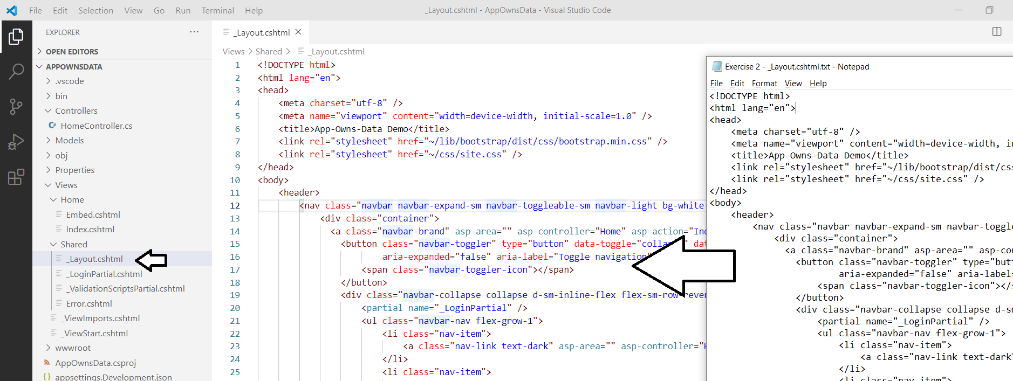 File Edit Selection View Go Run Terminal Help
_Layout.cshtml - AppOwnsData - Visual Studio Code
EXPLORER
OPEN EDITORS
APPOWNSDATA
.vscode
bin
Controllers
HomeController.cs
Models
obj
Properties
Views
Home
Embed.cshtml
Index.cshtml
Shared
_Layout.cshtml
_LoginPartial.cshtml
_ValidationScriptsPartial.cshtml
Error.cshtml
_ViewImports.cshtml
_ViewStart.cshtml
wwwroot
AppOwnsData.csproj
appsettings.Development.json
_Layout.cshtml
Views > Shared > _Layout.cshtml
1 <!DOCTYPE html>
2 <html lang="en">
3 <head>
4 <meta charset="utf-8" />
5 <meta name="viewport" content="width=device-width, initial-scale=1.0" />
6 <title>App-Owns-Data Demo</title>
7 <link rel="stylesheet" href="~/lib/bootstrap/dist/css/bootstrap.min.css" />
8 <link rel="stylesheet" href="~/css/site.css" />
9 </head>
10 <body>
11 <header>
12 <nav class="navbar navbar-expand-sm navbar-toggleable-sm navbar-light bg-white
13 <div class="container">
14 <a class="navbar-brand" asp-area="" asp-controller="Home" asp-action="Ind
15 <button class="navbar-toggler" type="button" data-toggle="collap
16 aria-expanded="false" aria-label="Toggle navigation"
17 <span class="navbar-toggler-icon"></span>
18 </button>
19 <div class="navbar-collapse collapse d-sm-inline-flex flex-sm-row-rever
20 <partial name="_LoginPartial" />
21 <ul class="navbar-nav flex-grow-1">
22 <li class="nav-item">
23 <a class="nav-link text-dark" asp-area="" asp-controller="H
24 </li>
25 <li class="nav-item">
Exercise 2 - _Layout.cshtml.txt - Notepad
File Edit Format View Help
<!DOCTYPE html>
<html lang="en">
<head>
<meta charset="utf-8" />
<meta name="viewport" content="width=device-width, in
<title>App Owns Data Demo</title>
<link rel="stylesheet" href="~/lib/bootstrap/dist/css/
<link rel="stylesheet" href="~/css/site.css" />
</head>
<body>
<header>
<nav class="navbar navbar-expand-sm navbar-togg
<div class="container">
<a class="navbar-brand" asp-area="" asp-con
<button class="navbar-toggler" type="button"
aria-expanded="false" aria-label=
<span class="navbar-toggler-icon"></s
</button>
<div class="navbar-collapse collapse d-sm-in
<partial name="_LoginPartial" />
<ul class="navbar-nav flex-grow-1">
<li class="nav-item">
<a class="nav-link text-dark"
</li>
<li class="nav-item">